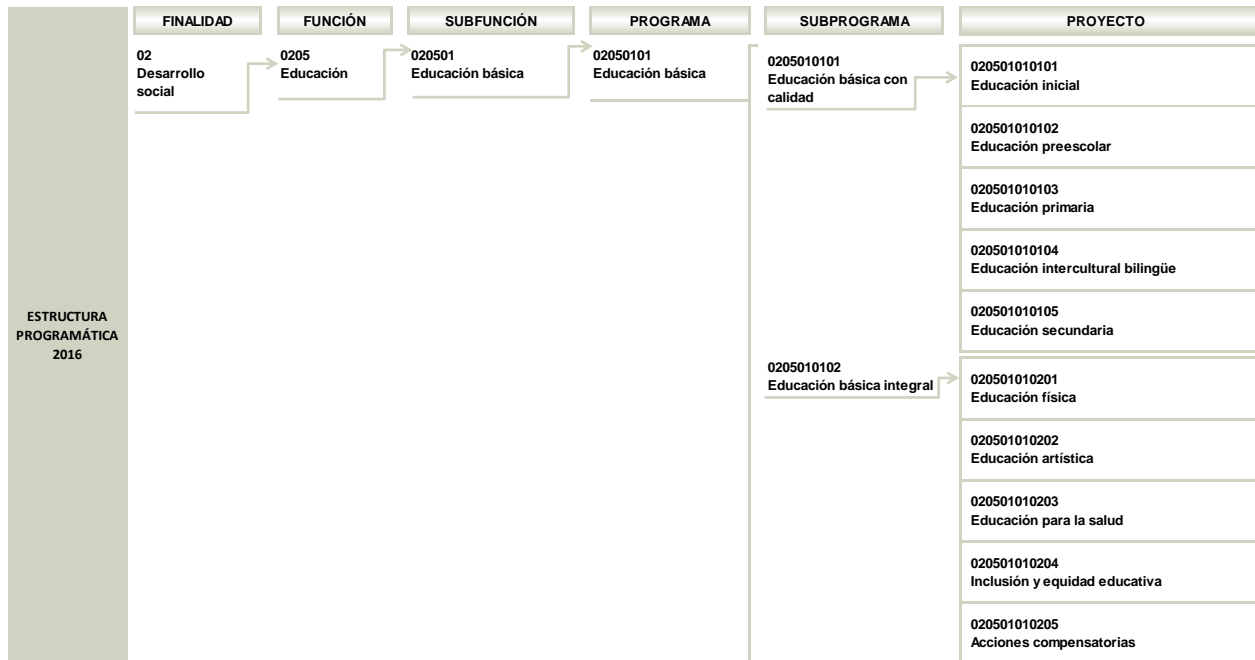 FINALIDAD
FUNCIÓN
SUBFUNCIÓN
PROGRAMA
SUBPROGRAMA
PROYECTO
ESTRUCTURA
PROGRAMÁTICA
2016
02
Desarrollo
social
0205
Educación
020501
Educación básica
02050101
Educación básica
0205010101
Educación básica con
calidad
020501010101
Educación inicial
020501010102
Educación preescolar
020501010103
Educación primaria
020501010104
Educación intercultural bilingüe
020501010105
Educación secundaria
0205010102
Educación básica integral
020501010201
Educación física
020501010202
Educación artística
020501010203
Educación para la salud
020501010204
Inclusión y equidad educativa
020501010205
Acciones compensatorias